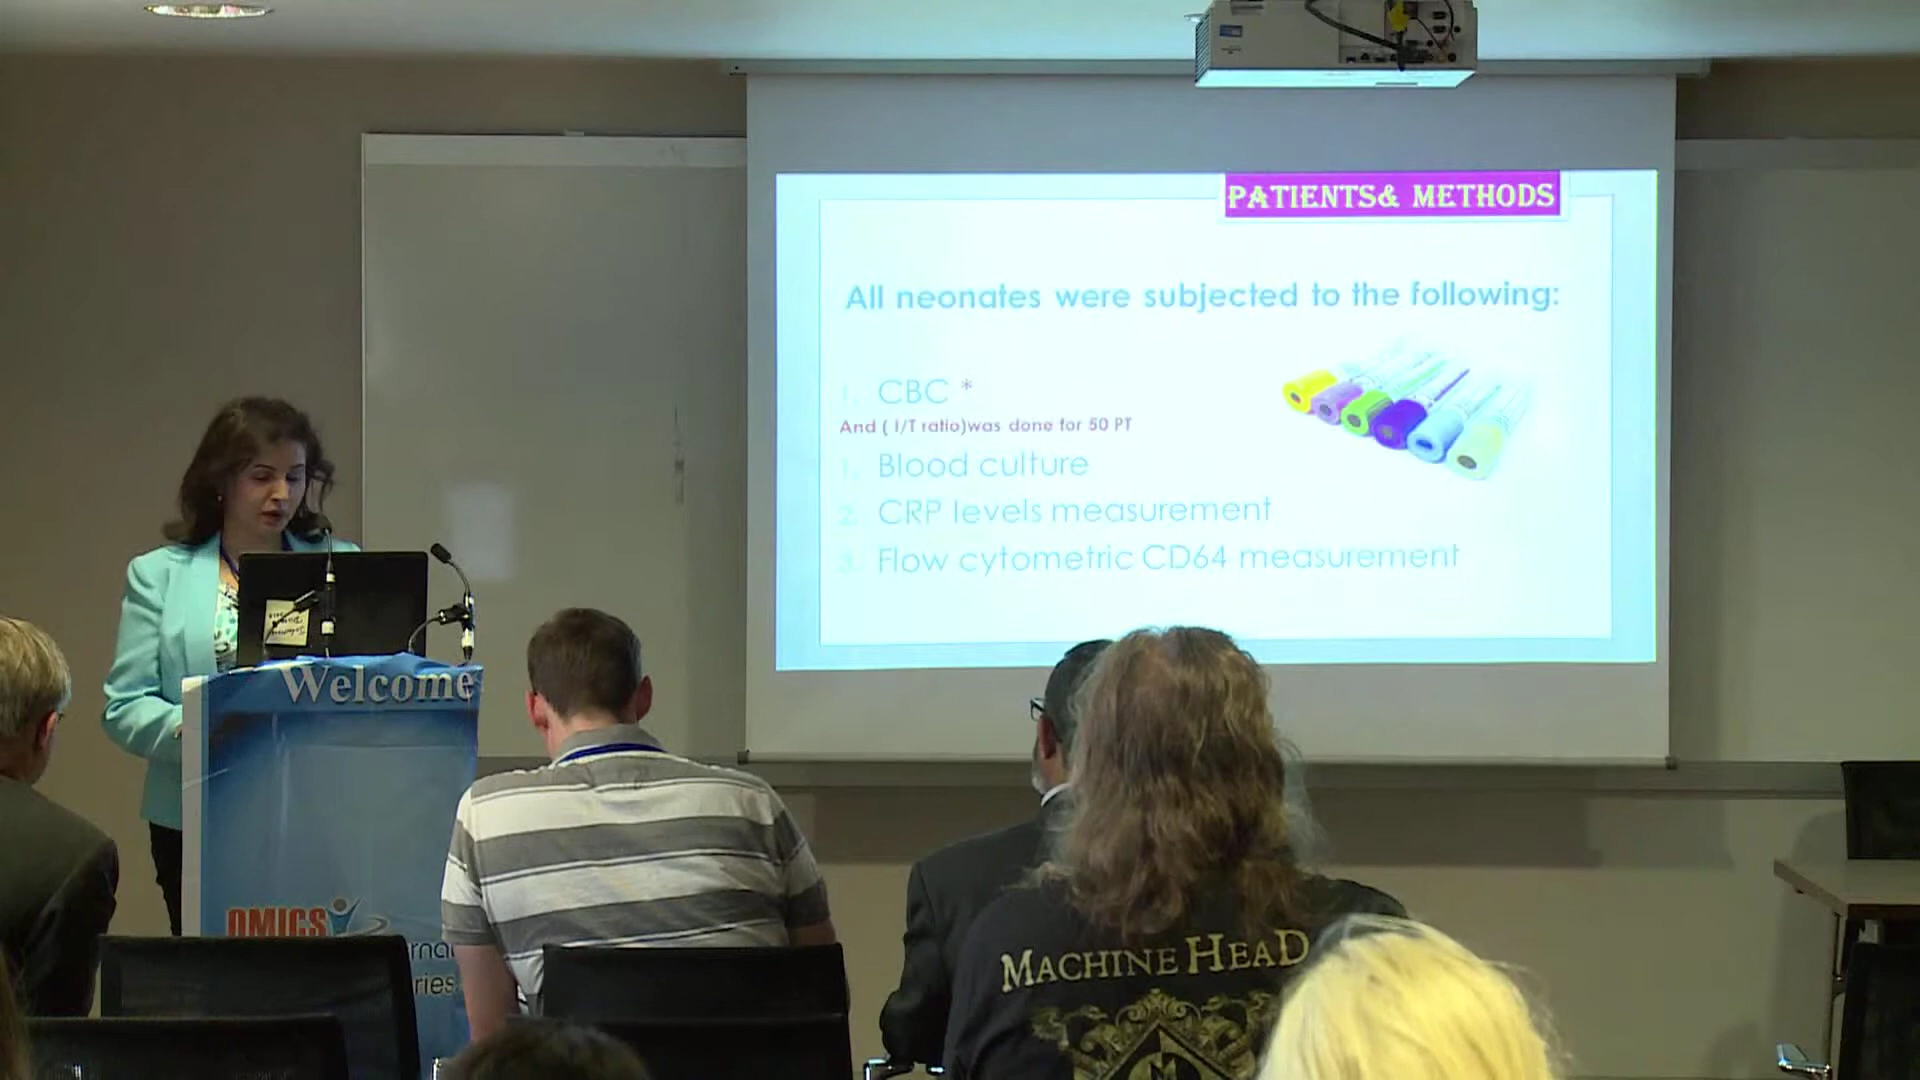 PATIENTS& METHODS
All neonates were subjected to the following:
1. CBC *
And ( I/T ratio)was done for 50 PT
1. Blood culture
2. CRP levels measurement
3. Flow cytometric CD64 measurement
Welcome
OMICS
MACHINE HEAD